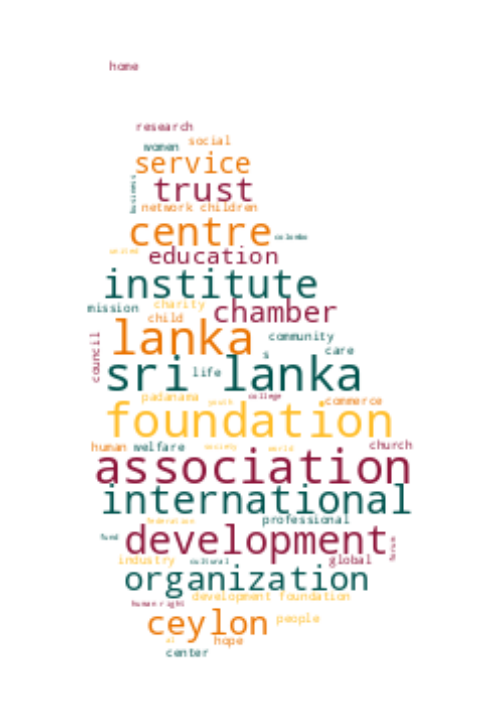 home
research
women social
service
business
trust
network children
centre colombo
united
education
institute
mission charity chamber
child
lanka community
council s care
sri lanka
life
padanama youth college commerce
foundation
human welfare society world church
association
international
federation professional
fund development forum
industry cultural global
organization
development foundation
human right
ceylon people
al hope
center